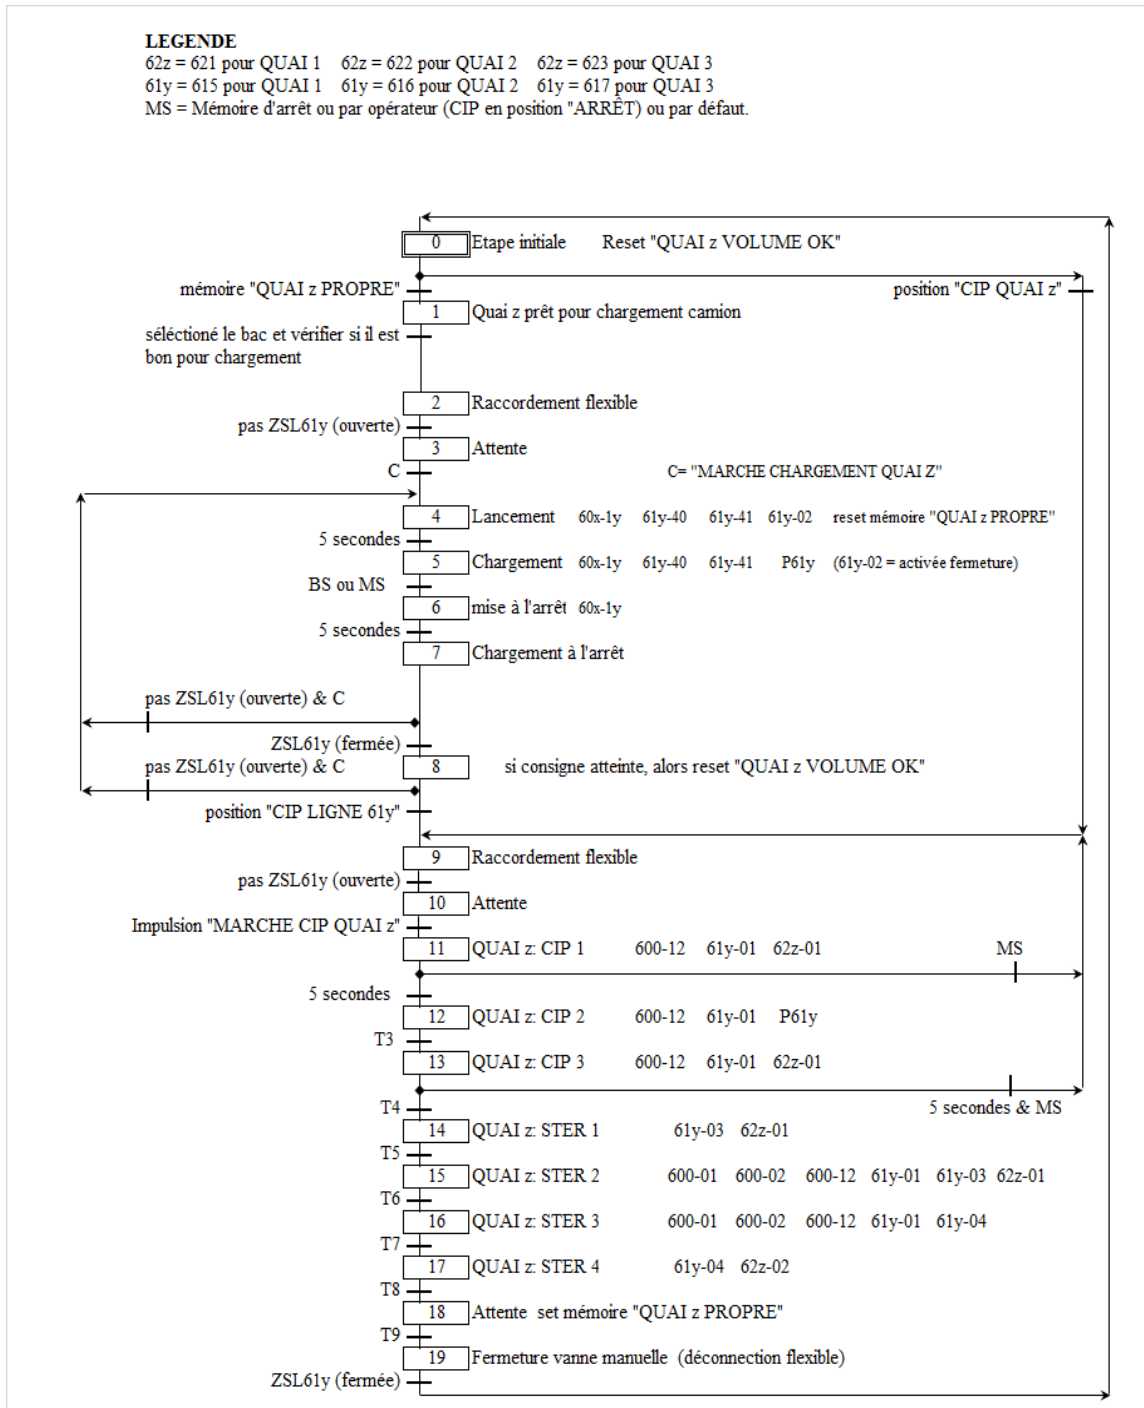 LEGENDE
62z = 621 pour QUAI 1 62z = 622 pour QUAI 2 62z = 623 pour QUAI 3
61y = 615 pour QUAI 1 61y = 616 pour QUAI 2 61y = 617 pour QUAI 3
MS = Mémoire d'arrêt ou par opérateur (CIP en position "ARRÊT) ou par défaut.
0 Etape initiale Reset "QUAI z VOLUME OK"
mémoire "QUAI z PROPRE" position "CIP QUAI z"
1 Quai z prêt pour chargement camion
séléctioné le bac et vérifier si il est
bon pour chargement
2 Raccordement flexible
pas ZSL61y (ouverte)
3 Attente
C C= "MARCHE CHARGEMENT QUAI Z"
4 Lancement 60x-1y 61y-40 61y-41 61y-02 reset mémoire "QUAI z PROPRE"
5 secondes
5 Chargement 60x-1y 61y-40 61y-41 P61y (61y-02 = activée fermeture)
BS ou MS
6 mise à l'arrêt 60x-1y
5 secondes
7 Chargement à l'arrêt
pas ZSL61y (ouverte) & C
ZSL61y (fermée)
pas ZSL61y (ouverte) & C 8 si consigne atteinte, alors reset "QUAI z VOLUME OK"
position "CIP LIGNE 61y"
9 Raccordement flexible
pas ZSL61y (ouverte)
10 Attente
Impulsion "MARCHE CIP QUAI z"
11 QUAI z: CIP 1 600-12 61y-01 62z-01 MS
5 secondes
12 QUAI z: CIP 2 600-12 61y-01 P61y
T3
13 QUAI z: CIP 3 600-12 61y-01 62z-01
T4 5 secondes & MS
14 QUAI z: STER 1 61y-03 62z-01
T5
15 QUAI z: STER 2 600-01 600-02 600-12 61y-01 61y-03 62z-01
T6
16 QUAI z: STER 3 600-01 600-02 600-12 61y-01 61y-04
T7
17 QUAI z: STER 4 61y-04 62z-02
T8
18 Attente set mémoire "QUAI z PROPRE"
T9
19 Fermeture vanne manuelle (déconnection flexible)
ZSL61y (fermée)